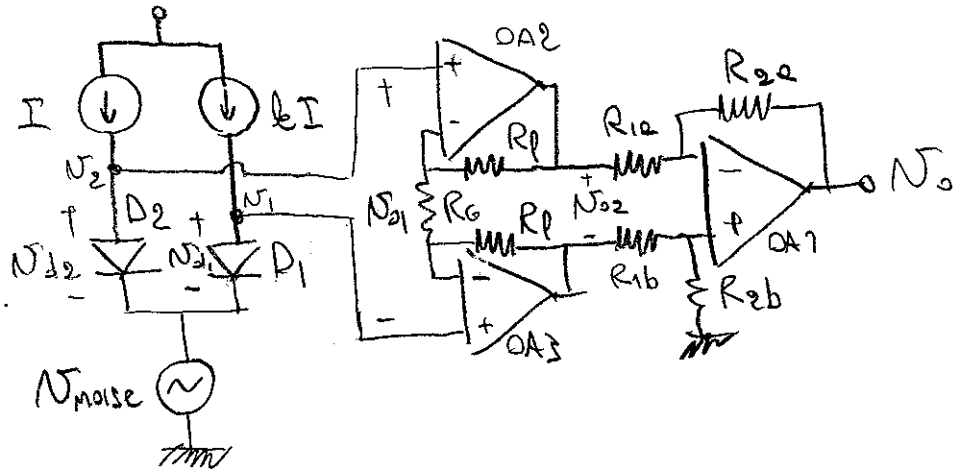 OA2
I
kI
+
+
-
R2a
Rf
R1a
-
Vo
V2
V1
D2
+
+
Vd2
Vd1
D1
-
-
Vo1
RG
Rf
+
Vo2
-
R1b
+
OA1
R2b
-
-
+
OA3
Vnoise